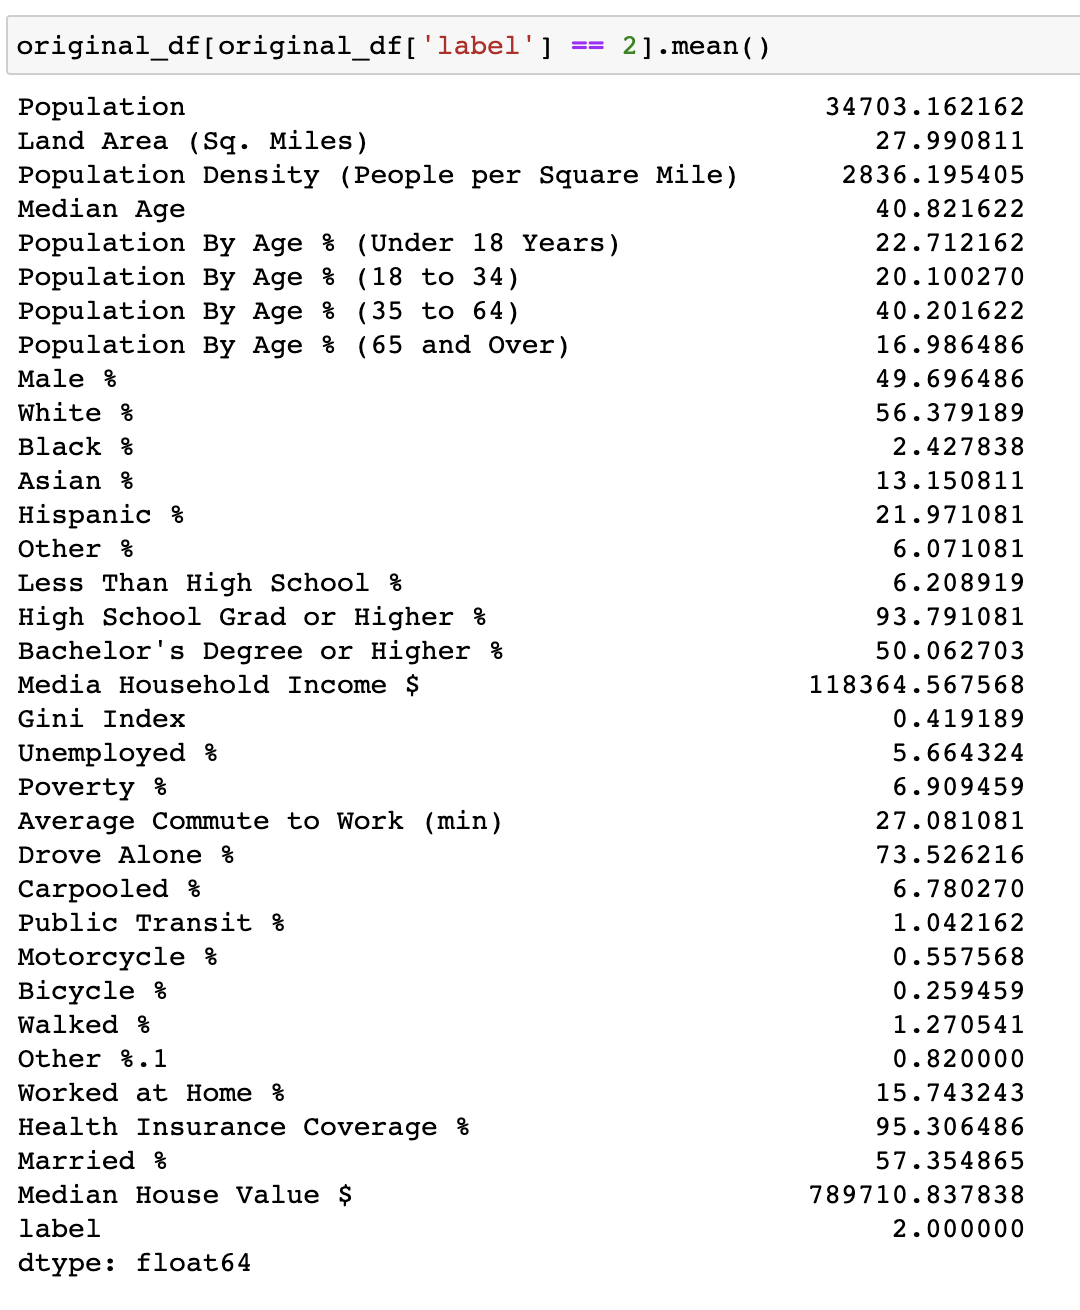 original_df[original_df['label'] == 2].mean()
Population 34703.162162
Land Area (Sq. Miles) 27.990811
Population Density (People per Square Mile) 2836.195405
Median Age 40.821622
Population By Age % (Under 18 Years) 22.712162
Population By Age % (18 to 34) 20.100270
Population By Age % (35 to 64) 40.201622
Population By Age % (65 and Over) 16.986486
Male % 49.696486
White % 56.379189
Black % 2.427838
Asian % 13.150811
Hispanic % 21.971081
Other % 6.071081
Less Than High School % 6.208919
High School Grad or Higher % 93.791081
Bachelor's Degree or Higher % 50.062703
Media Household Income $ 118364.567568
Gini Index 0.419189
Unemployed % 5.664324
Poverty % 6.909459
Average Commute to Work (min) 27.081081
Drove Alone % 73.526216
Carpooled % 6.780270
Public Transit % 1.042162
Motorcycle % 0.557568
Bicycle % 0.259459
Walked % 1.270541
Other %.1 0.820000
Worked at Home % 15.743243
Health Insurance Coverage % 95.306486
Married % 57.354865
Median House Value $ 789710.837838
label 2.000000
dtype: float64